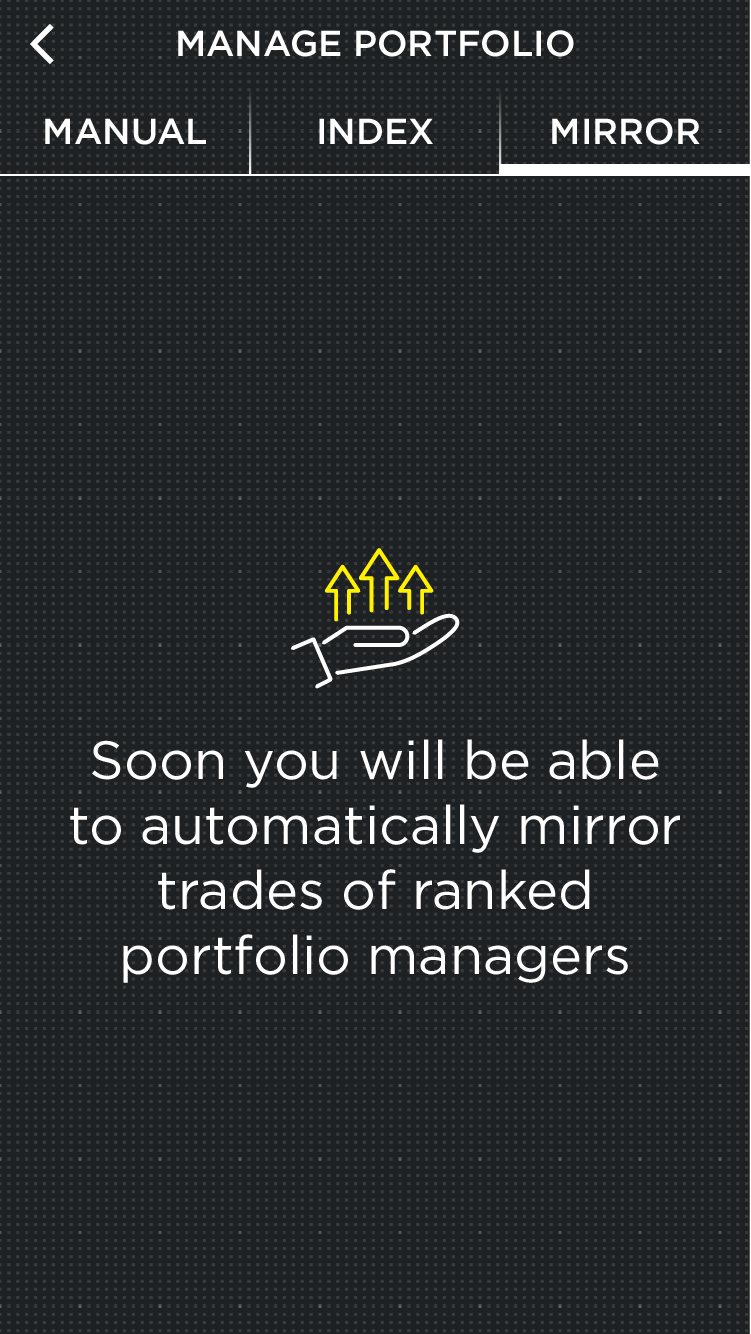 MANAGE PORTFOLIO
MANUAL INDEX MIRROR
Soon you will be able
to automatically mirror
trades of ranked
portfolio managers